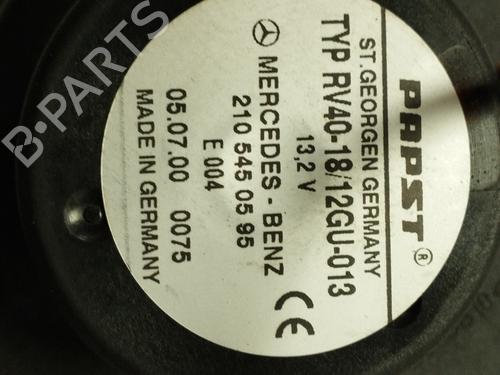 PAPST ®
ST. GEORGEN GERMANY
TYP RV40-18/12GU-013
13,2 V
MERCEDES - BENZ
210 545 05 95
E 004
05.07.00 0075
MADE IN GERMANY
CE
B-PARTS